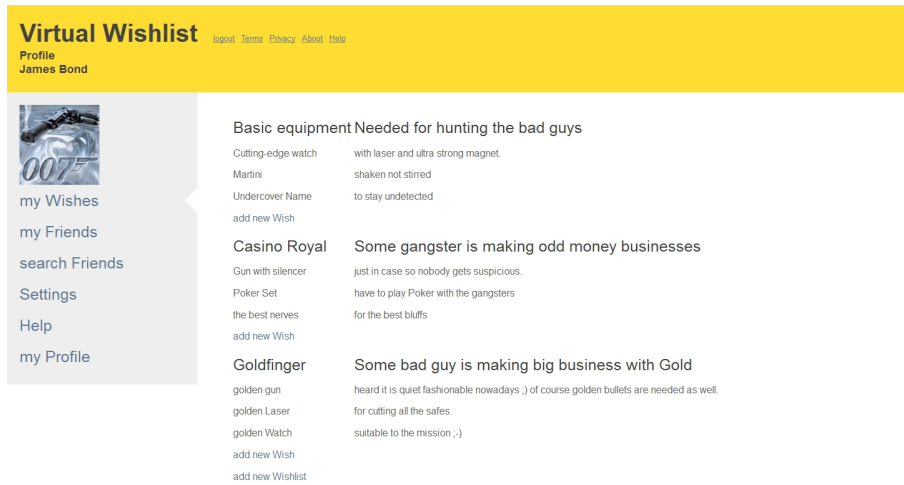 Virtual Wishlist logout Terms Privacy About Help
Profile
James Bond
007
my Wishes
my Friends
search Friends
Settings
Help
my Profile
Basic equipment Needed for hunting the bad guys
Cutting-edge watch with laser and ultra strong magnet.
Martini shaken not stirred
Undercover Name to stay undetected
add new Wish
Casino Royal Some gangster is making odd money businesses
Gun with silencer just in case so nobody gets suspicious.
Poker Set have to play Poker with the gangsters
the best nerves for the best bluffs
add new Wish
Goldfinger Some bad guy is making big business with Gold
golden gun heard it is quiet fashionable nowadays ;) of course golden bullets are needed as well.
golden Laser for cutting all the safes.
golden Watch suitable to the mission ;-)
add new Wish
add new Wishlist